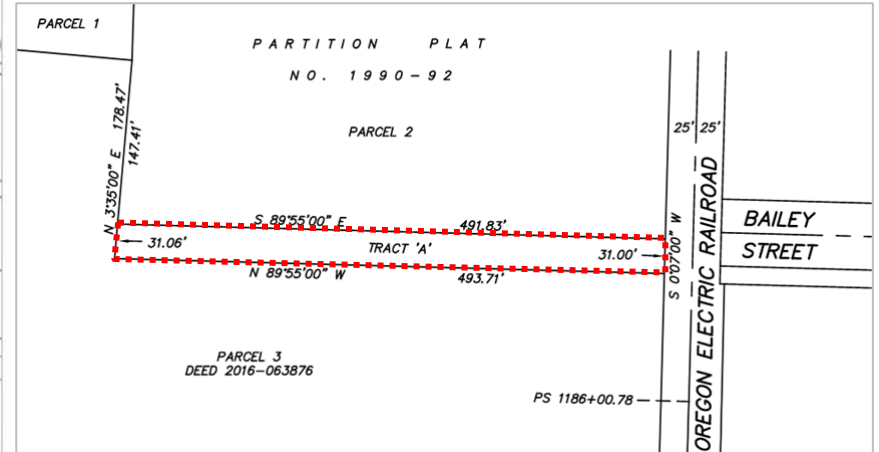 PARCEL 1
PARTITION PLAT
NO. 1990-92
PARCEL 2
N 3°35'00" E 178.47'
147.41'
25' 25'
S 89°55'00" E 491.83'
31.06'
TRACT 'A'
31.00'
S 0°07'00" W
N 89°55'00" W 493.71'
BAILEY
STREET
OREGON ELECTRIC RAILROAD
PARCEL 3
DEED 2016-063876
PS 1186+00.78